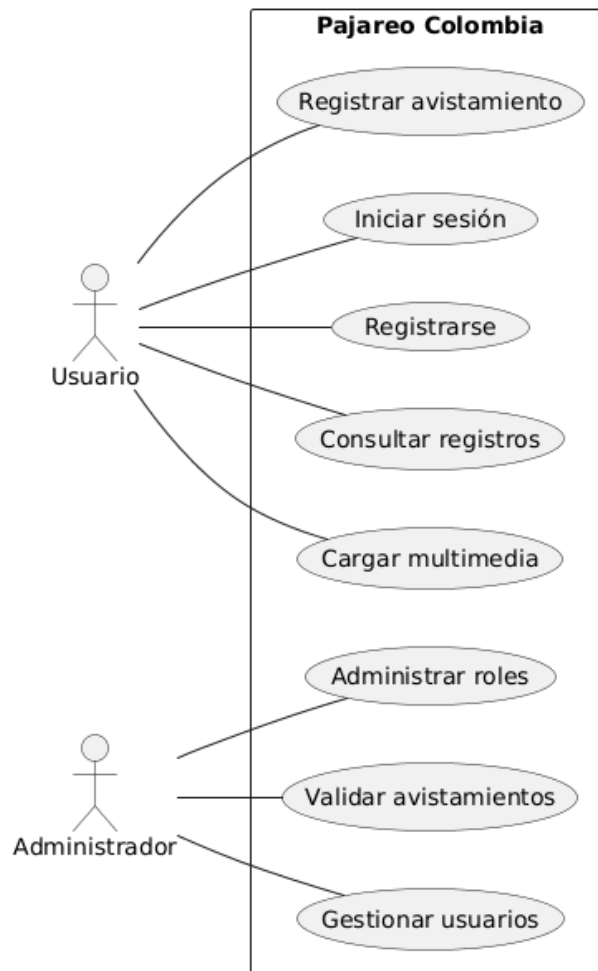 Pajareo Colombia
Registrar avistamiento
Iniciar sesión
Registrarse
Usuario
Consultar registros
Cargar multimedia
Administrar roles
Validar avistamientos
Administrador
Gestionar usuarios